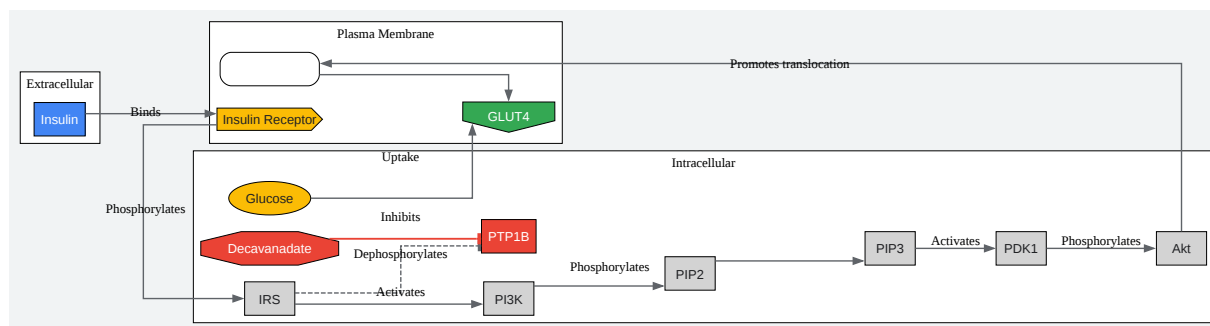 Plasma Membrane
Promotes translocation
Extracellular
Insulin
Binds
Insulin Receptor
GLUT4
Uptake
Intracellular
Glucose
Phosphorylates
Inhibits
PTP1B
Decavanadate
Dephosphorylates
PIP3
Activates
PDK1
Phosphorylates
Akt
Phosphorylates
PIP2
IRS
Activates
PI3K